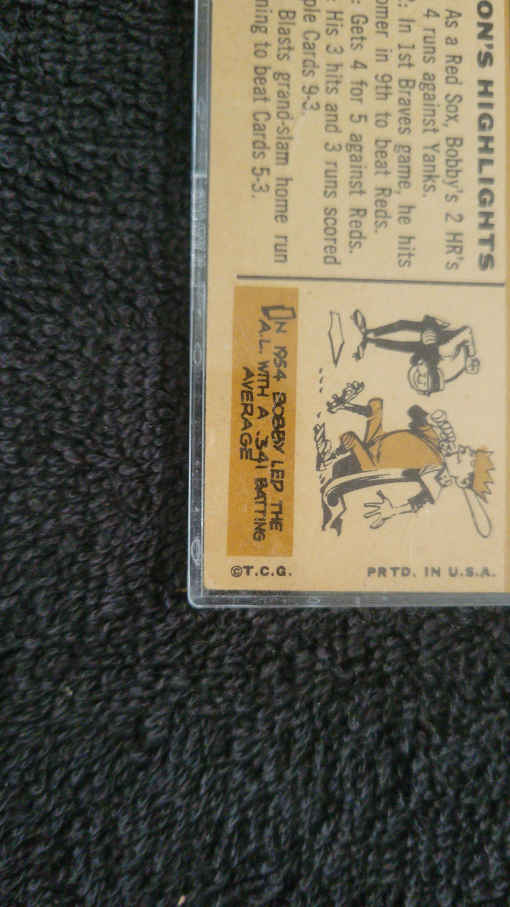 ON'S HIGHLIGHTS
As a Red Sox, Bobby's 2 HR's
4 runs against Yanks.
: In 1st Braves game, he hits
omer in 9th to beat Reds.
: Gets 4 for 5 against Reds.
: His 3 hits and 3 runs scored
ple Cards 9-3.
Blasts grand-slam home run
ning to beat Cards 5-3.
IN 1954 BOBBY LED THE
A.L. WITH A .341 BATTING
AVERAGE
©T.C.G.
PRTD. IN U.S.A.